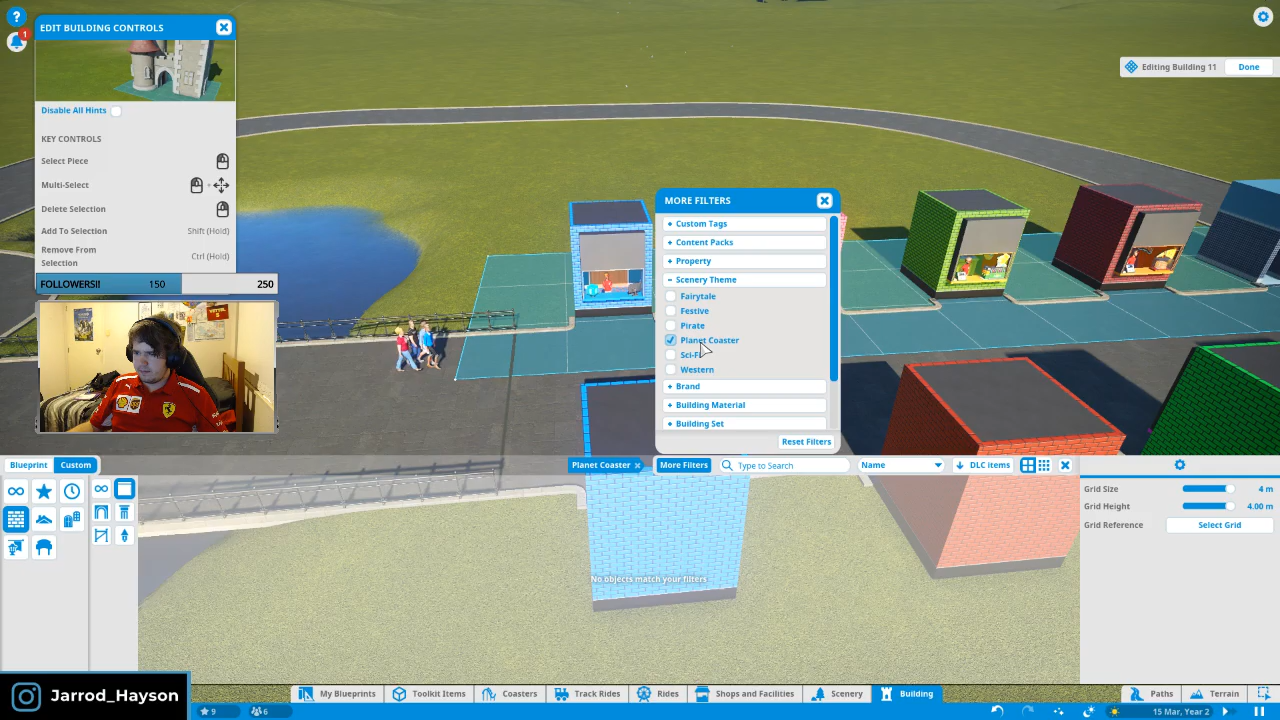 ?
EDIT BUILDING CONTROLS
1
Disable All Hints
KEY CONTROLS
Select Piece
Multi-Select
Delete Selection
Add To Selection Shift (Hold)
Remove From
Selection
Ctrl (Hold)
FOLLOWERS!! 150 250
Editing Building 11 Done
MORE FILTERS
+ Custom Tags
+ Content Packs
+ Property
− Scenery Theme
Fairytale
Festive
Pirate
Planet Coaster
Sci-Fi
Western
+ Brand
+ Building Material
+ Building Set
Reset Filters
Blueprint Custom
Planet Coaster × More Filters Type to Search Name DLC items
Grid Size 4 m
Grid Height 4.00 m
Grid Reference Select Grid
No objects match your filters
Jarrod_Hayson
My Blueprints Toolkit Items Coasters Track Rides Rides Shops and Facilities Scenery Building Paths Terrain
9 6 15 Mar, Year 2